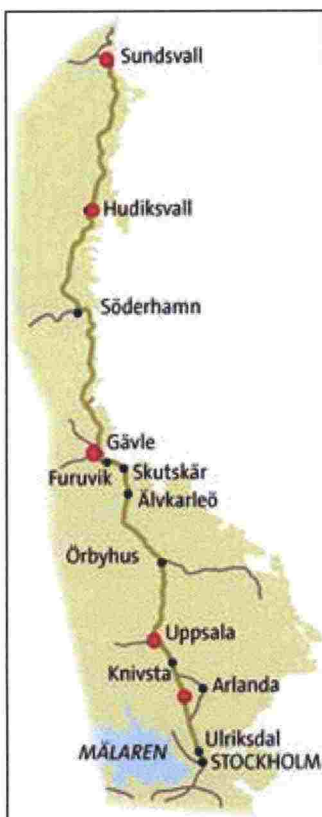 Sundsvall
Hudiksvall
Söderhamn
Gävle
Furuvik
Skutskär
Älvkarleö
Örbyhus
Uppsala
Knivsta
Arlanda
Ulriksdal
MÄLAREN
STOCKHOLM